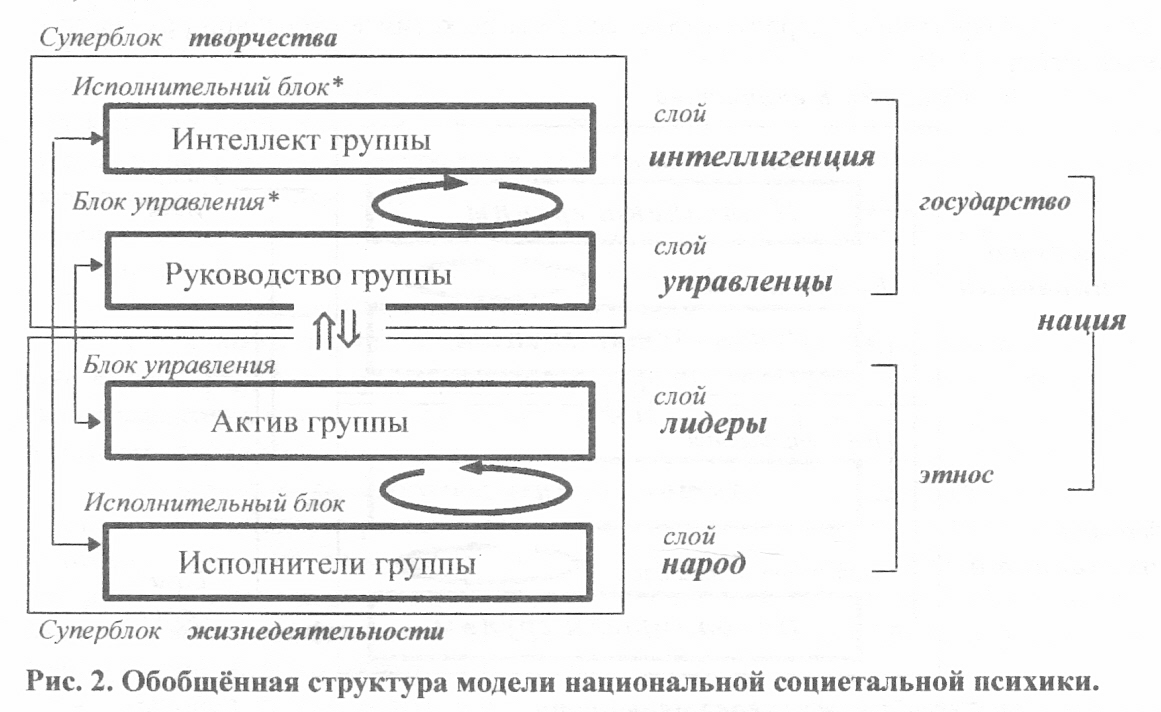 Суперблок творчества
Исполнительний блок*
Интеллект группы
слой
интеллигенция
Блок управления*
государство
Руководство группы
слой
управленцы
нация
Блок управления
Актив группы
слой
лидеры
этнос
Исполнительный блок
Исполнители группы
слой
народ
Суперблок жизнедеятельности
Рис. 2. Обобщённая структура модели национальной социетальной психики.